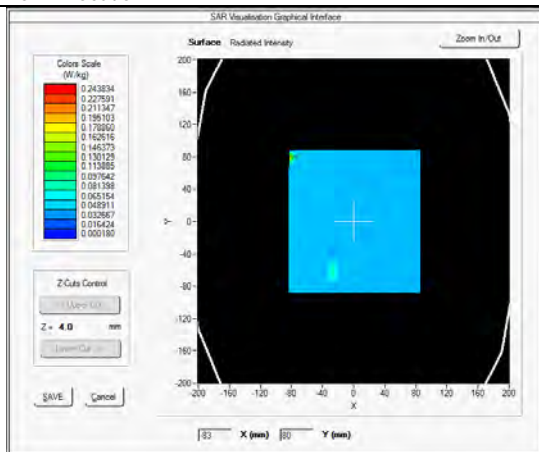 SAR Visualisation Graphical Interface
Surface Radiated Intensity
Zoom In/Out
Colors Scale
(W/kg)
0.243834
0.227591
0.211347
0.195103
0.178860
0.162616
0.146373
0.130129
0.113885
0.097642
0.081398
0.065154
0.048911
0.032667
0.016424
0.000180
Z-Cuts Control
Z = 4.0 mm
SAVE
Cancel
200
160
120
80
40
0
-40
-80
-120
-160
-200
Y
-200 -160 -120 -80 -40 0 40 80 120 160 200
X
-83 X (mm) 80 Y (mm)